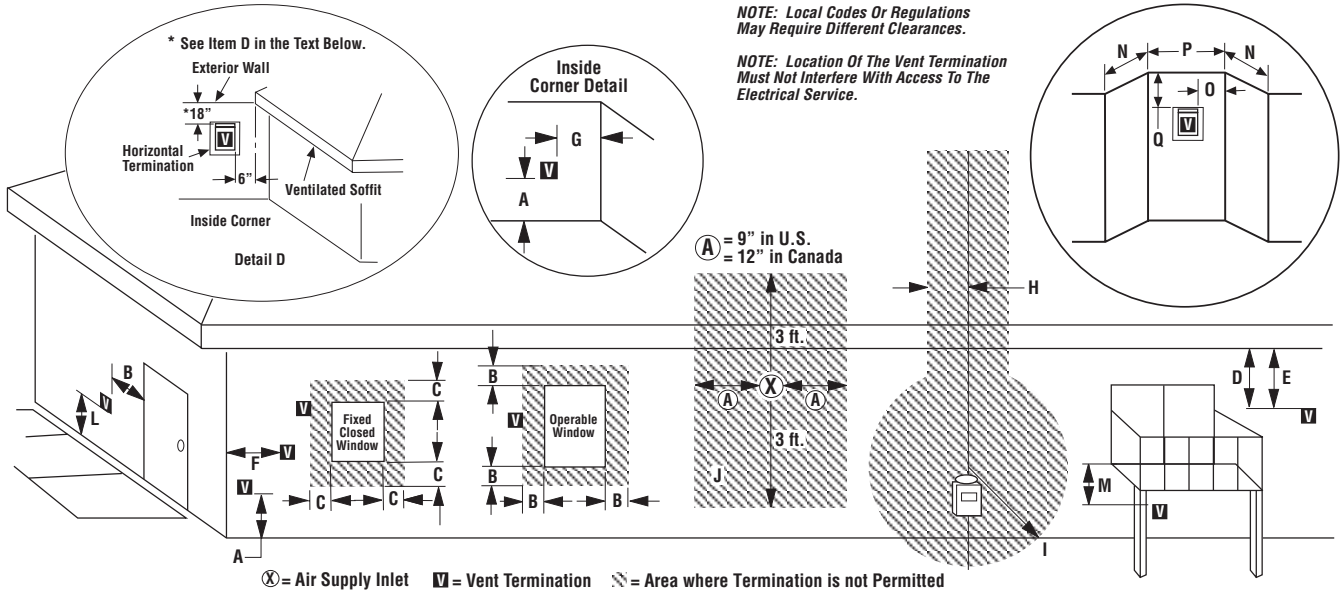 * See Item D in the Text Below.
Exterior Wall
*18"
V
Horizontal
Termination
6"
Ventilated Soffit
Inside Corner
Detail D
Inside
Corner Detail
G
V
A
NOTE: Local Codes Or Regulations
May Require Different Clearances.
NOTE: Location Of The Vent Termination
Must Not Interfere With Access To The
Electrical Service.
N
P
N
O
Q
V
A = 9" in U.S.
= 12" in Canada
H
3 ft.
A
X
A
3 ft.
J
I
B
V
L
F
V
V
A
V
Fixed
Closed
Window
C
C
C
C
V
Operable
Window
B
B
B
B
D
E
V
M
V
X = Air Supply Inlet
V = Vent Termination
= Area where Termination is not Permitted